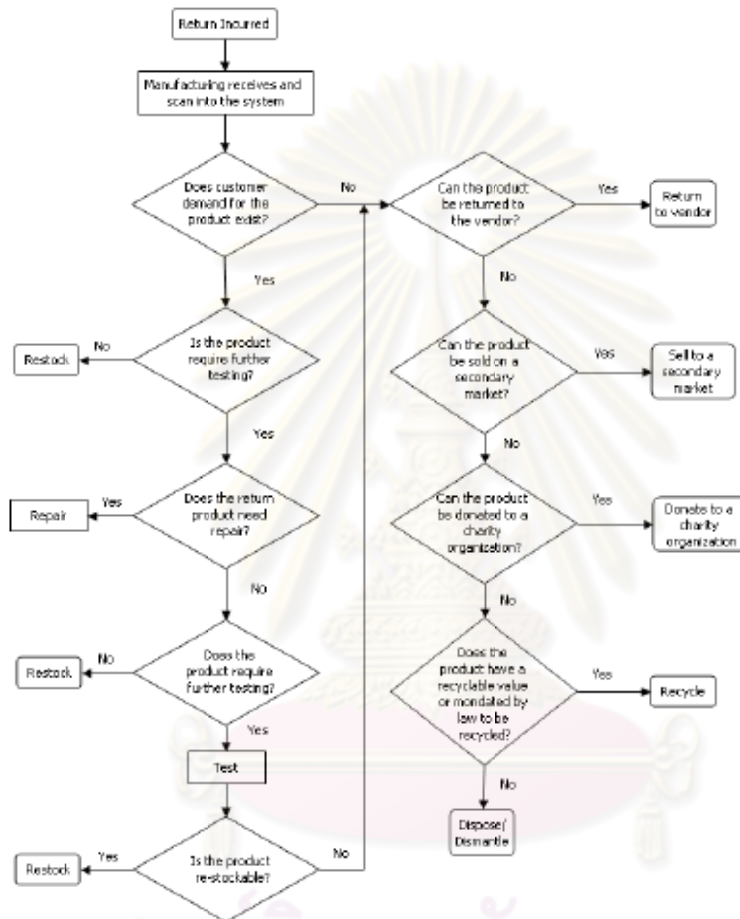 Return Incurred
Manufacturing receives and
scan into the system
Does customer
demand for the
product exist?
No
Yes
Can the product
be returned to
the vendor?
Yes
Return
to vendor
No
Is the product
require further
testing?
No
Restock
Yes
Can the product
be sold on a
secondary
market?
Yes
Sell to a
secondary
market
No
Does the return
product need
repair?
Yes
Repair
No
Can the product
be donated to a
charity
organization?
Yes
Donate to a
charity
organization
No
Does the
product require
further testing?
No
Restock
Yes
Does the
product have a
recyclable value
or mandated by
law to be
recycled?
Yes
Recycle
No
Dispose/
Dismantle
Test
Is the product
re-stockable?
Yes
Restock
No